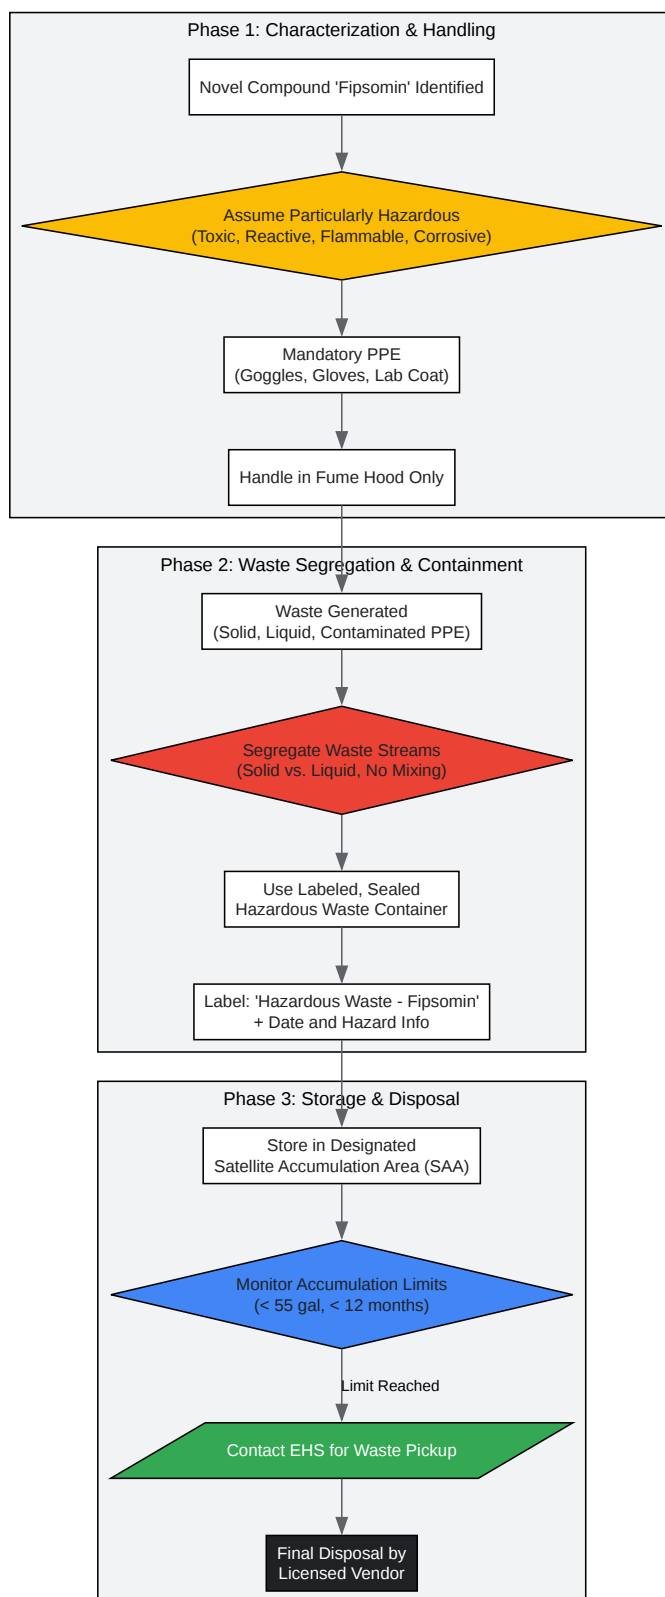 Phase 1: Characterization & Handling
Novel Compound 'Fipsomin' Identified
Assume Particularly Hazardous
(Toxic, Reactive, Flammable, Corrosive)
Mandatory PPE
(Goggles, Gloves, Lab Coat)
Handle in Fume Hood Only
Phase 2: Waste Segregation & Containment
Waste Generated
(Solid, Liquid, Contaminated PPE)
Segregate Waste Streams
(Solid vs. Liquid, No Mixing)
Use Labeled, Sealed
Hazardous Waste Container
Label: 'Hazardous Waste - Fipsomin'
+ Date and Hazard Info
Phase 3: Storage & Disposal
Store in Designated
Satellite Accumulation Area (SAA)
Monitor Accumulation Limits
(< 55 gal, < 12 months)
Limit Reached
Contact EHS for Waste Pickup
Final Disposal by
Licensed Vendor